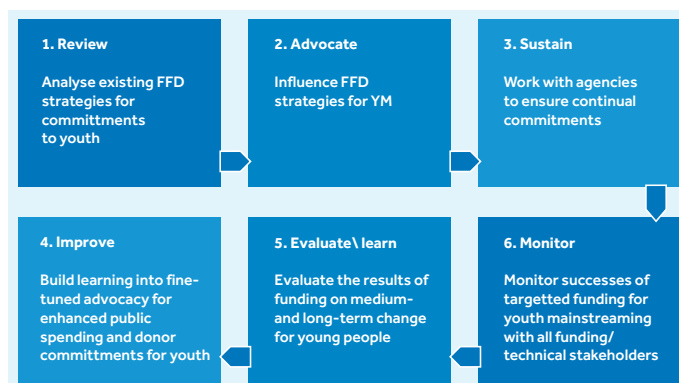 1. Review
Analyse existing FFD
strategies for
committments
to youth
2. Advocate
Influence FFD
strategies for YM
3. Sustain
Work with agencies
to ensure continual
commitments
4. Improve
Build learning into fine-
tuned advocacy for
enhanced public
spending and donor
committments for youth
5. Evaluate\ learn
Evaluate the results of
funding on medium-
and long-term change
for young people
6. Monitor
Monitor successes of
targetted funding for
youth mainstreaming
with all funding/
technical stakeholders